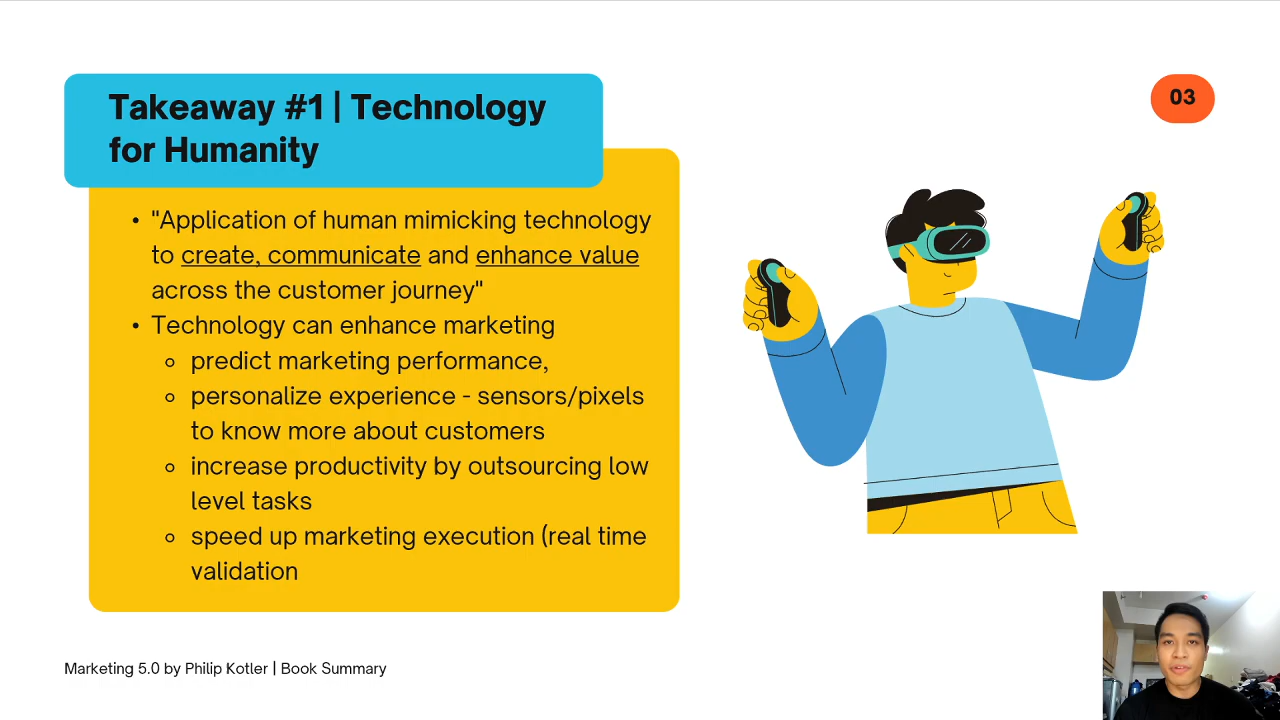 Takeaway #1 | Technology
for Humanity
03
• "Application of human mimicking technology
to create, communicate and enhance value
across the customer journey"
• Technology can enhance marketing
◦ predict marketing performance,
◦ personalize experience - sensors/pixels
to know more about customers
◦ increase productivity by outsourcing low
level tasks
◦ speed up marketing execution (real time
validation
Marketing 5.0 by Philip Kotler | Book Summary